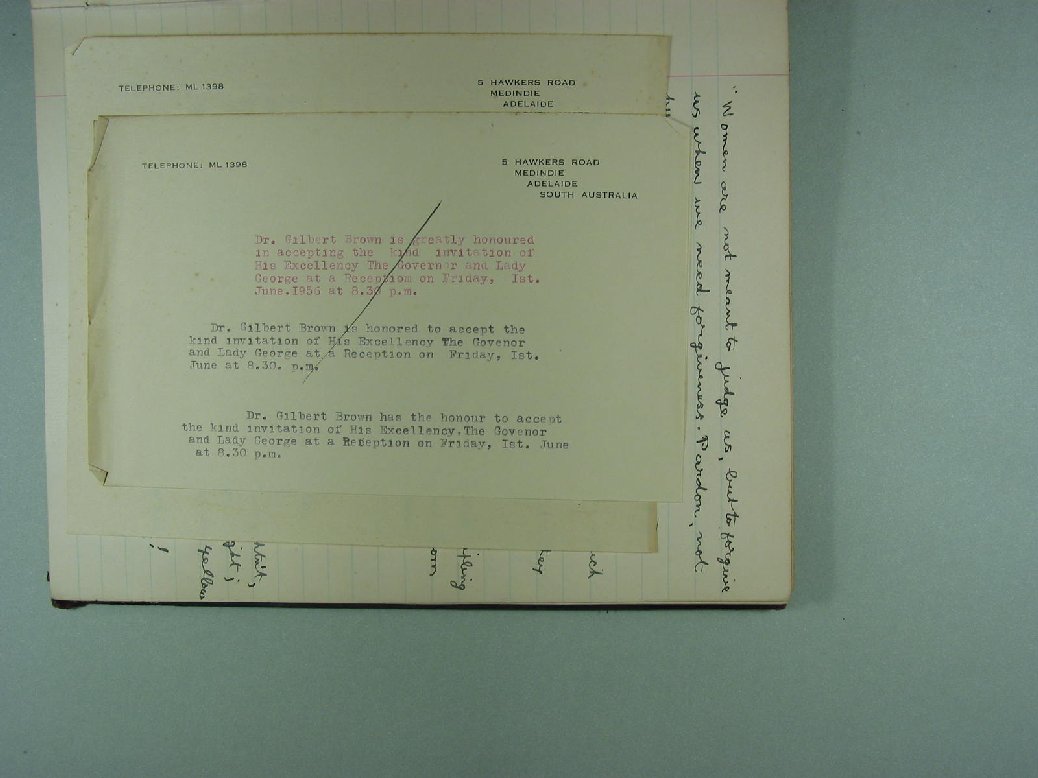 TELEPHONE: ML 1398
5 HAWKERS ROAD
MEDINDIE
ADELAIDE
TELEPHONE: ML 1398
5 HAWKERS ROAD
MEDINDIE
ADELAIDE
SOUTH AUSTRALIA
Dr. Gilbert Brown is greatly honoured
in accepting the kind invitation of
His Excellency The Governor and Lady
George at a Reception on Friday, Ist.
June.1956 at 8.30 p.m.
Dr. Gilbert Brown is honored to accept the
kind invitation of His Excellency The Govenor
and Lady George at a Reception on Friday, Ist.
June at 8.30. p.m.
Dr. Gilbert Brown has the honour to accept
the kind invitation of His Excellency.The Govenor
and Lady George at a Reception on Friday, Ist. June
at 8.30 p.m.
"Women are not meant to judge us, but to forgive
us when we need forgiveness. Pardon, not
yellow